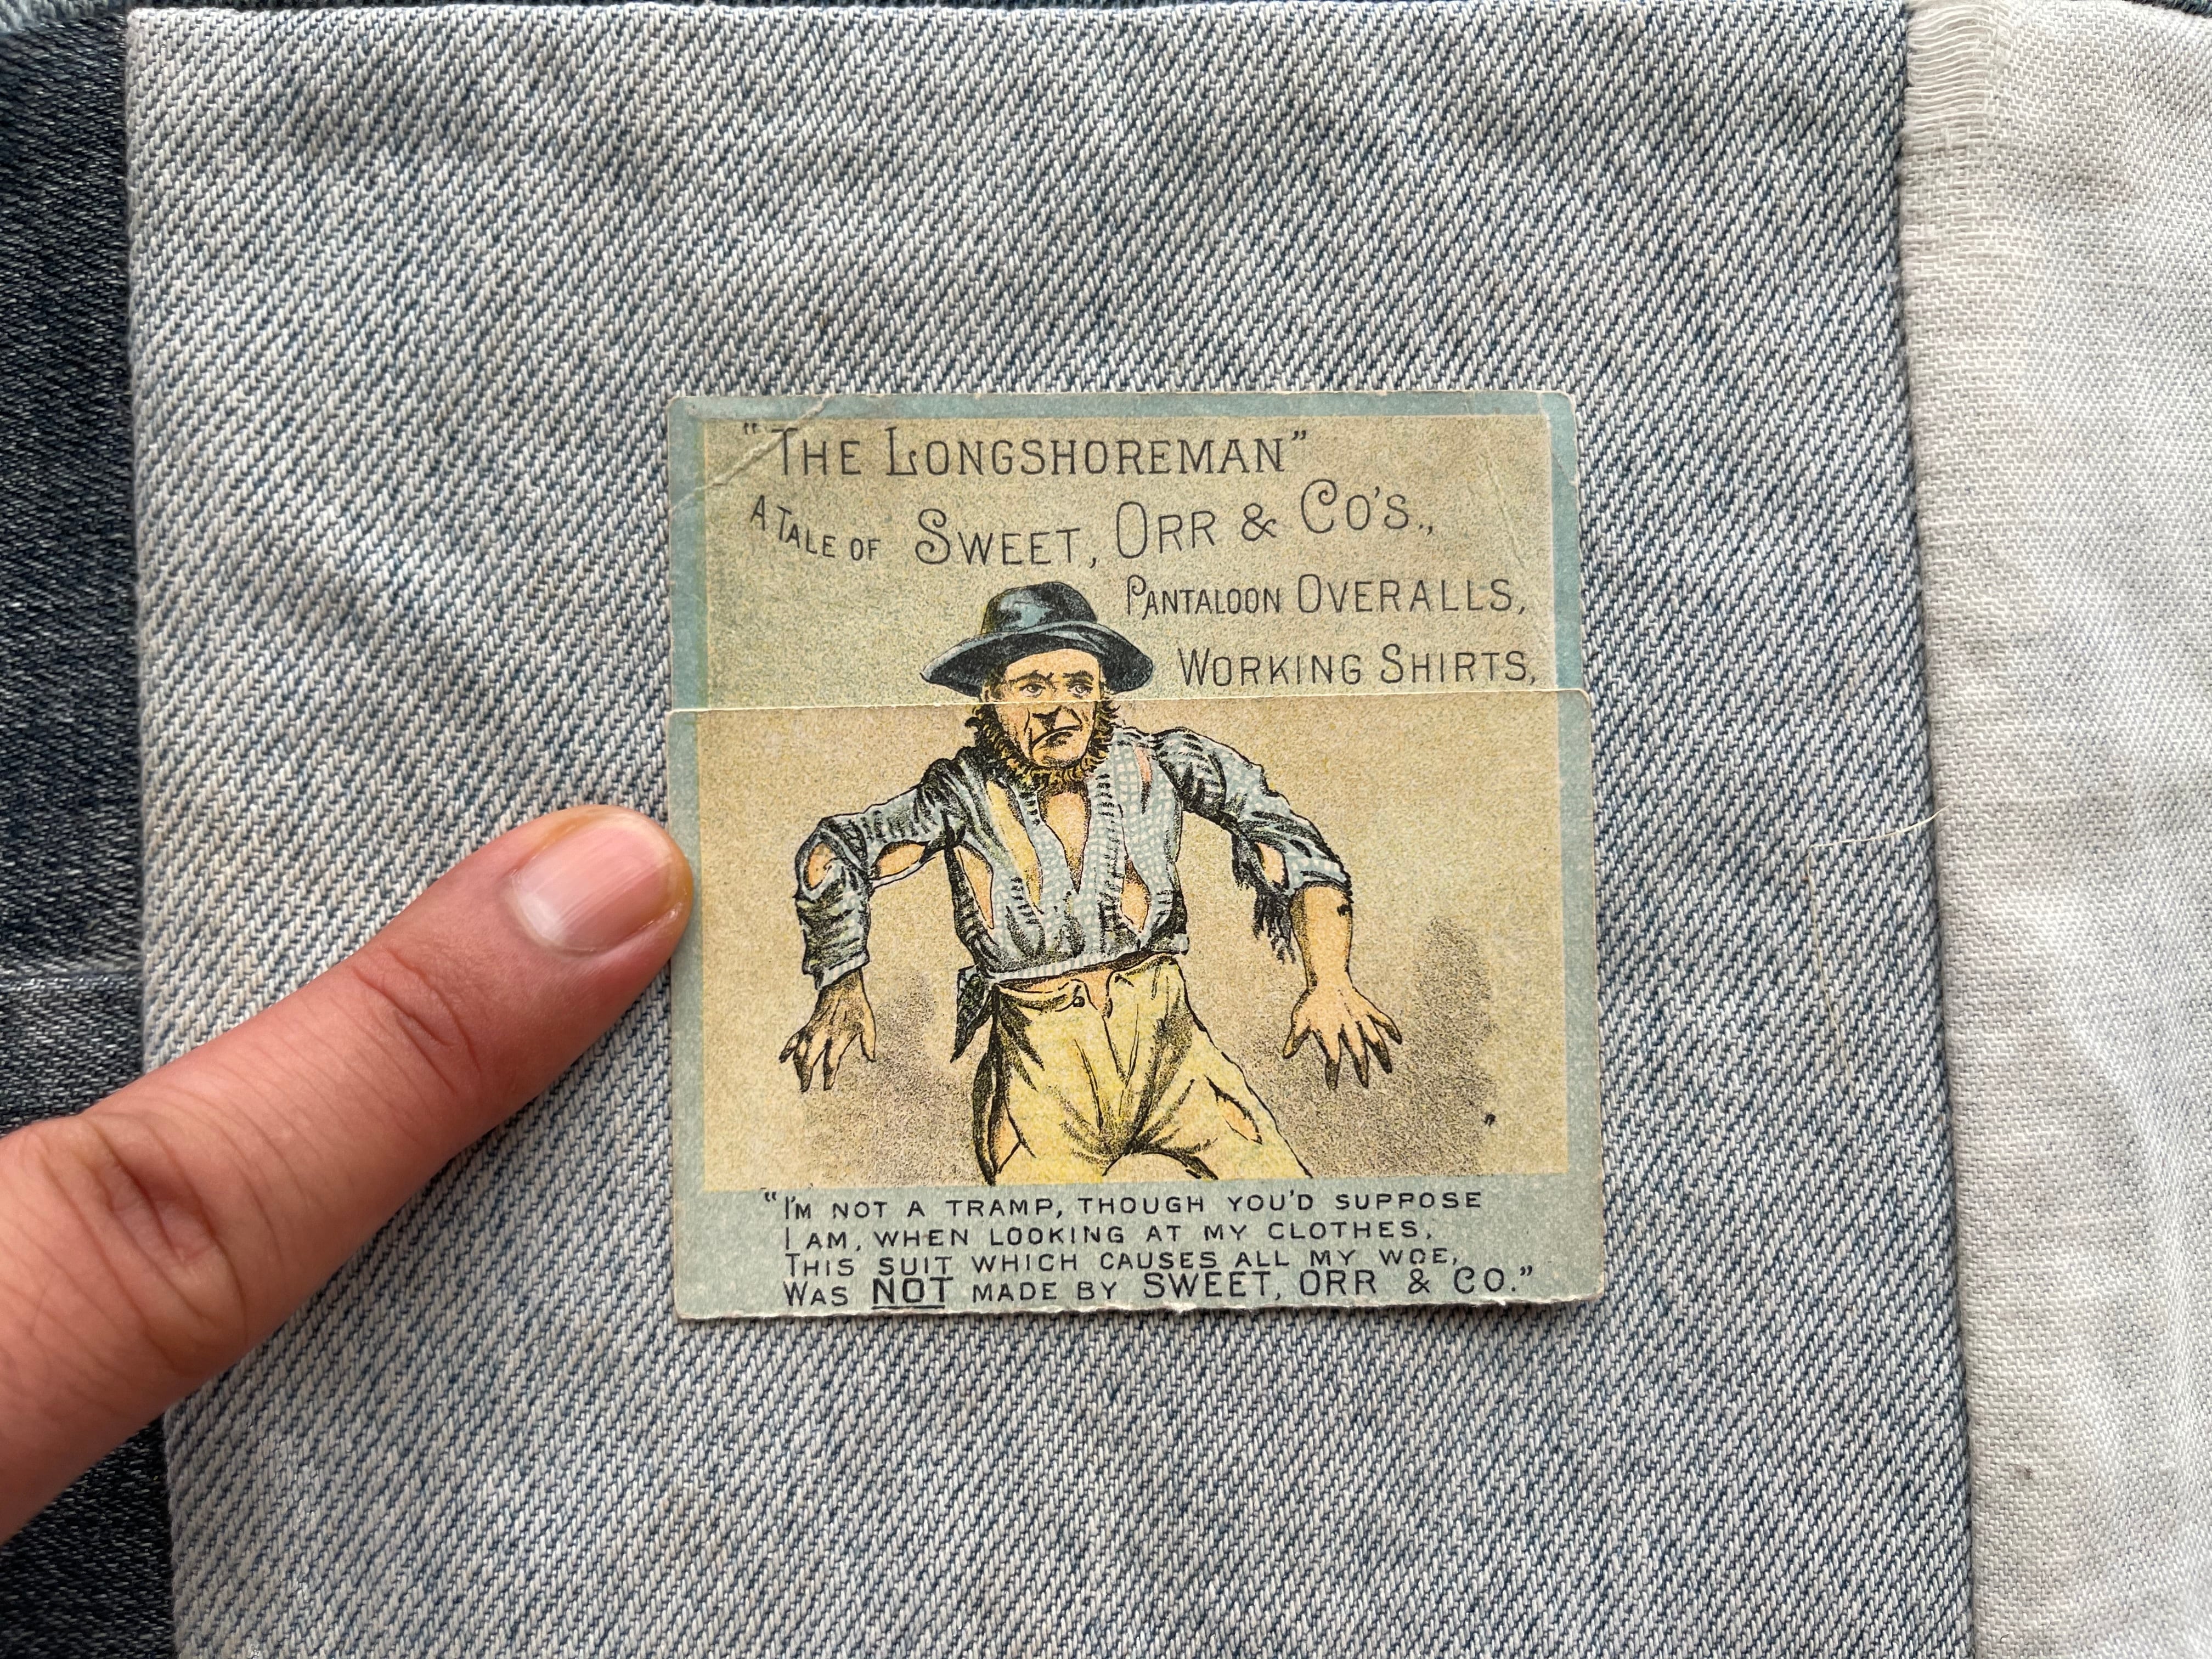 "THE LONGSHOREMAN"
A TALE OF SWEET, ORR & CO'S.,
PANTALOON OVERALLS,
WORKING SHIRTS,
"I'M NOT A TRAMP, THOUGH YOU'D SUPPOSE
I AM, WHEN LOOKING AT MY CLOTHES,
THIS SUIT WHICH CAUSES ALL MY WOE,
WAS NOT MADE BY SWEET, ORR & CO."